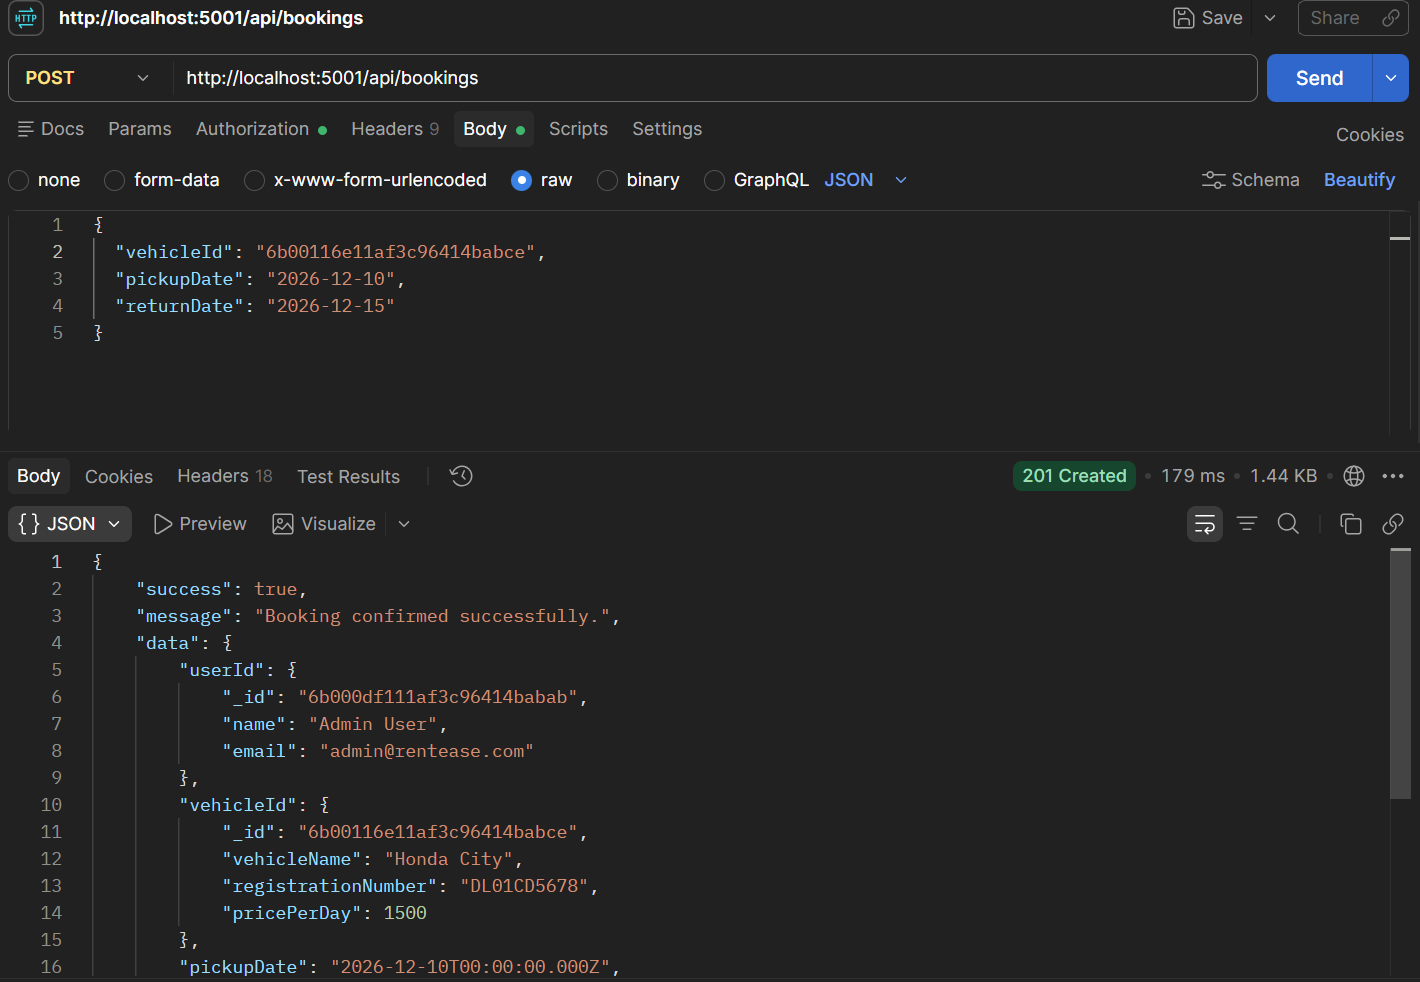 HTTP http://localhost:5001/api/bookings Save Share
POST http://localhost:5001/api/bookings Send
Docs Params Authorization Headers 9 Body Scripts Settings Cookies
none form-data x-www-form-urlencoded raw binary GraphQL JSON Schema Beautify
1 {
2 "vehicleId": "6b00116e11af3c96414babce",
3 "pickupDate": "2026-12-10",
4 "returnDate": "2026-12-15"
5 }
Body Cookies Headers 18 Test Results 201 Created • 179 ms • 1.44 KB •
{} JSON Preview Visualize
1 {
2 "success": true,
3 "message": "Booking confirmed successfully.",
4 "data": {
5 "userId": {
6 "_id": "6b000df111af3c96414babab",
7 "name": "Admin User",
8 "email": "admin@rentease.com"
9 },
10 "vehicleId": {
11 "_id": "6b00116e11af3c96414babce",
12 "vehicleName": "Honda City",
13 "registrationNumber": "DL01CD5678",
14 "pricePerDay": 1500
15 },
16 "pickupDate": "2026-12-10T00:00:00.000Z",